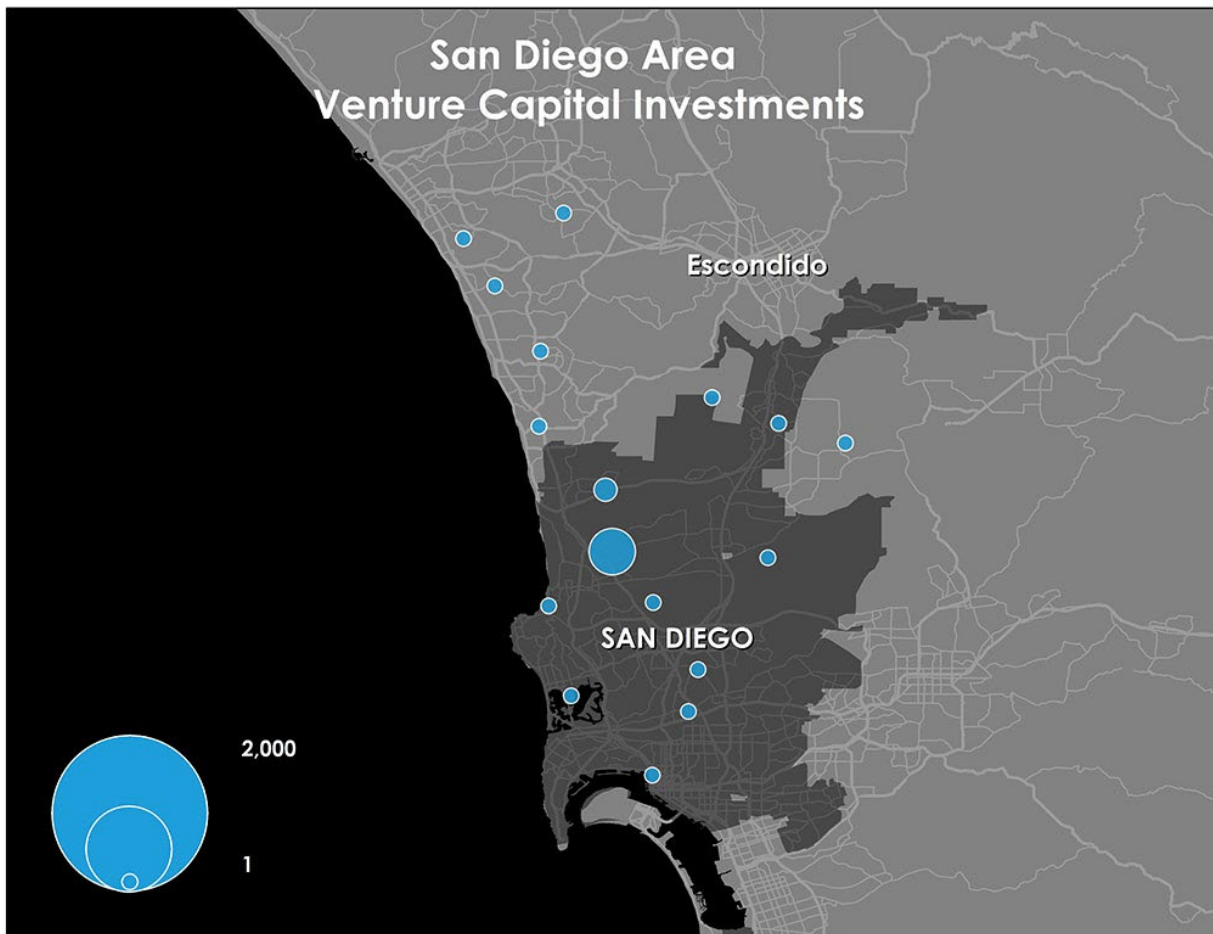 San Diego Area
Venture Capital Investments
Escondido
SAN DIEGO
2,000
1